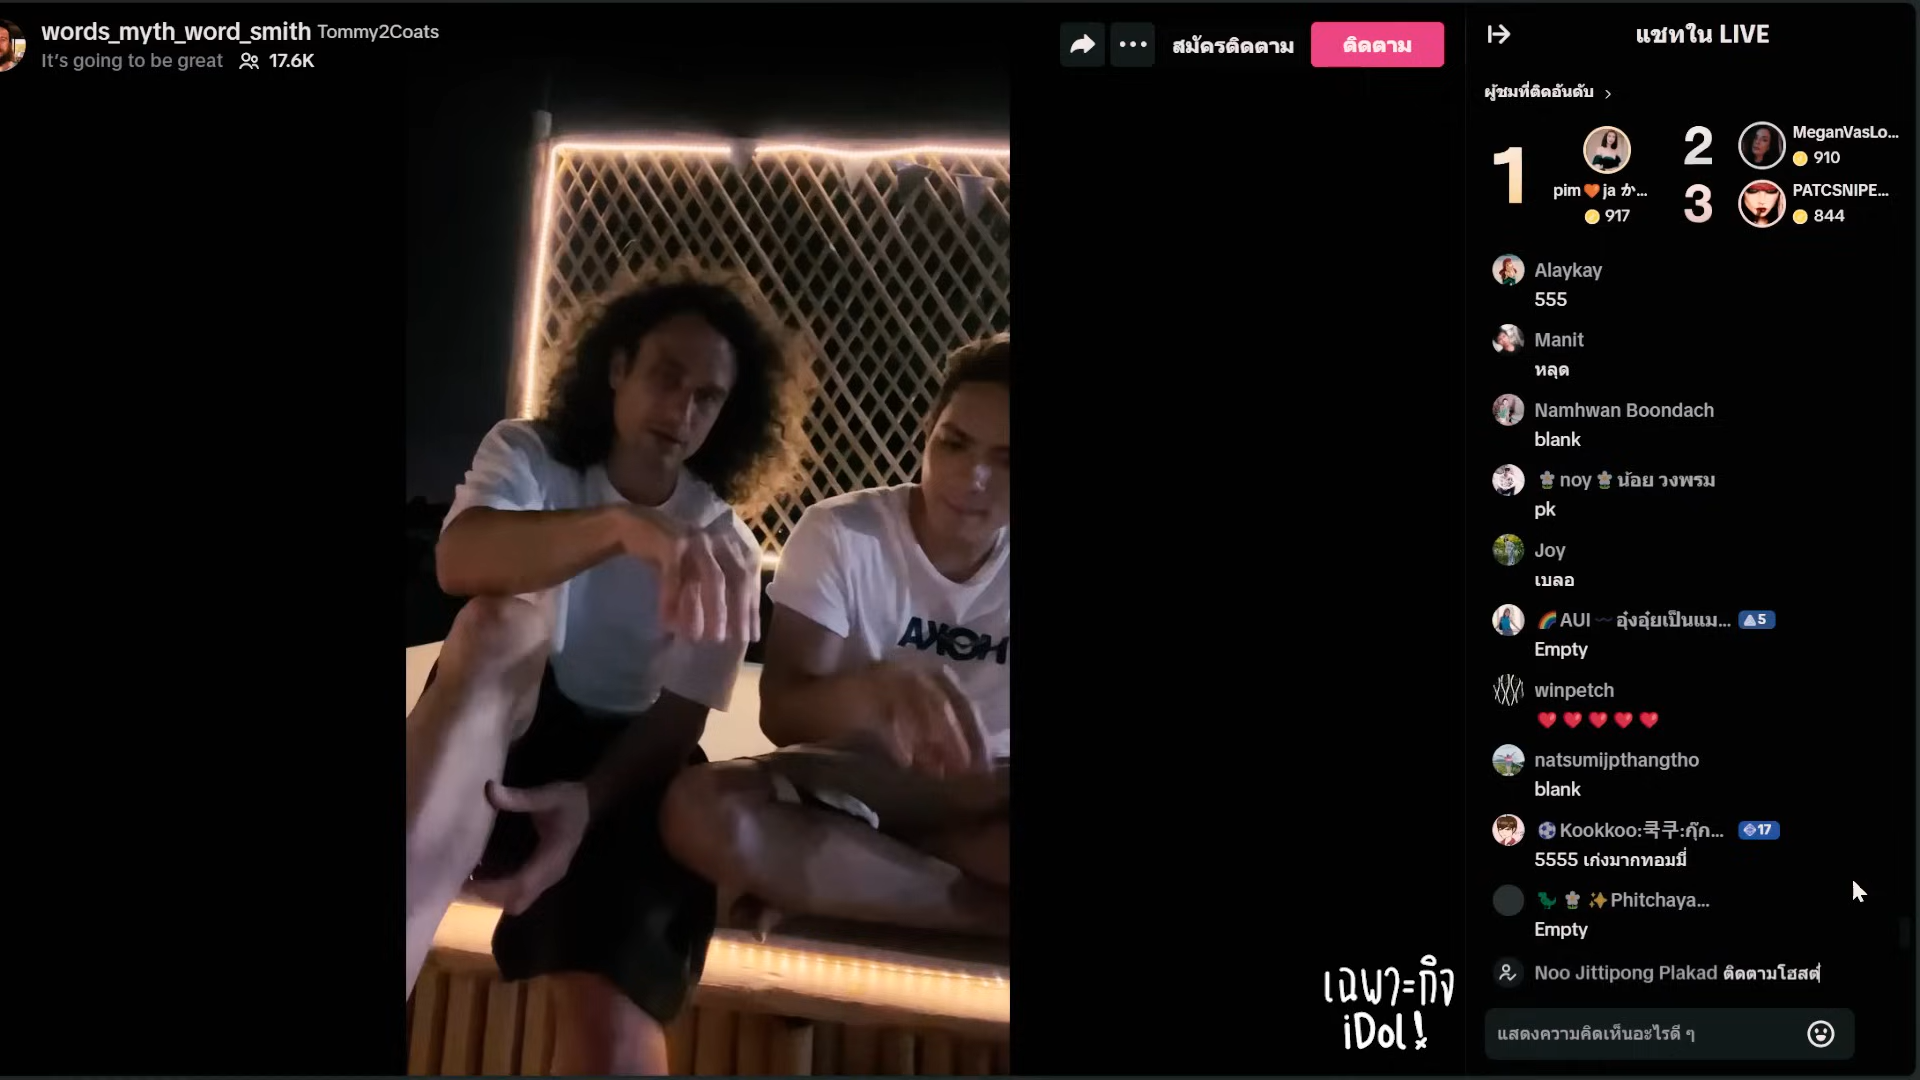 words_myth_word_smith Tommy2Coats
It's going to be great 17.6K
สมัครติดตาม
ติดตาม
แชทใน LIVE
ผู้ชมที่ติดอันดับ
1
pim ja か...
917
2
MeganVasLo...
910
3
PATCSNIPE...
844
Alaykay
555
Manit
หลุด
Namhwan Boondach
blank
noy น้อย วงพรม
pk
Joy
เบลอ
AUI อุ๋งอุ๋ยเป็นแม... 5
Empty
winpetch
natsumijpthangtho
blank
Kookkoo:쿡쿠:กุ๊ก... 17
5555 เก่งมากทอมมี่
Phitchaya...
Empty
Noo Jittipong Plakad ติดตามโฮสต์
แสดงความคิดเห็นอะไรดี ๆ
HOKA
เฉพาะกิจ
iDol!